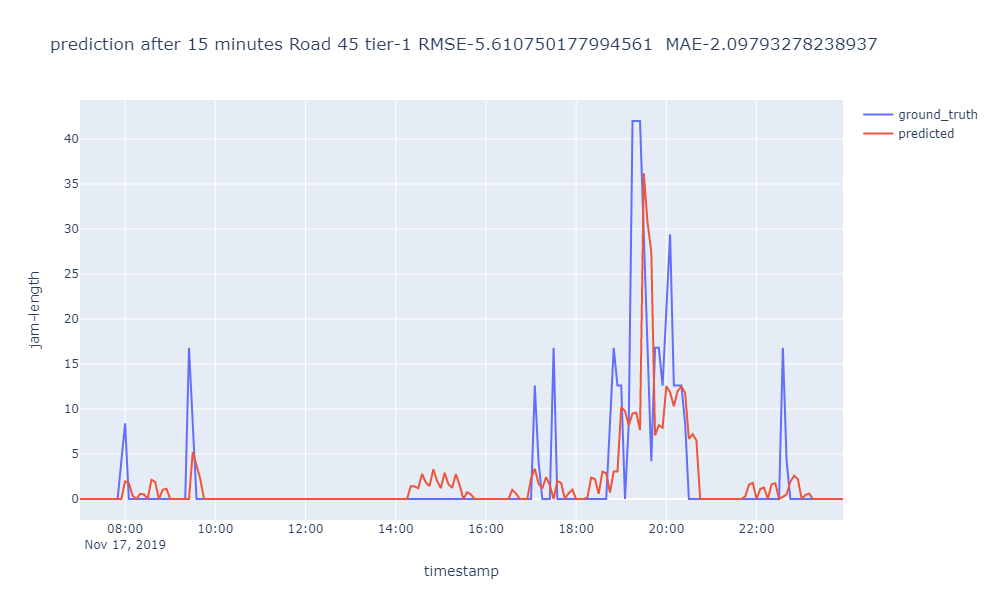 prediction after 15 minutes Road 45 tier-1 RMSE-5.610750177994561  MAE-2.09793278238937
ground_truth
predicted
jam-length
40
35
30
25
20
15
10
5
0
08:00 10:00 12:00 14:00 16:00 18:00 20:00 22:00
Nov 17, 2019
timestamp